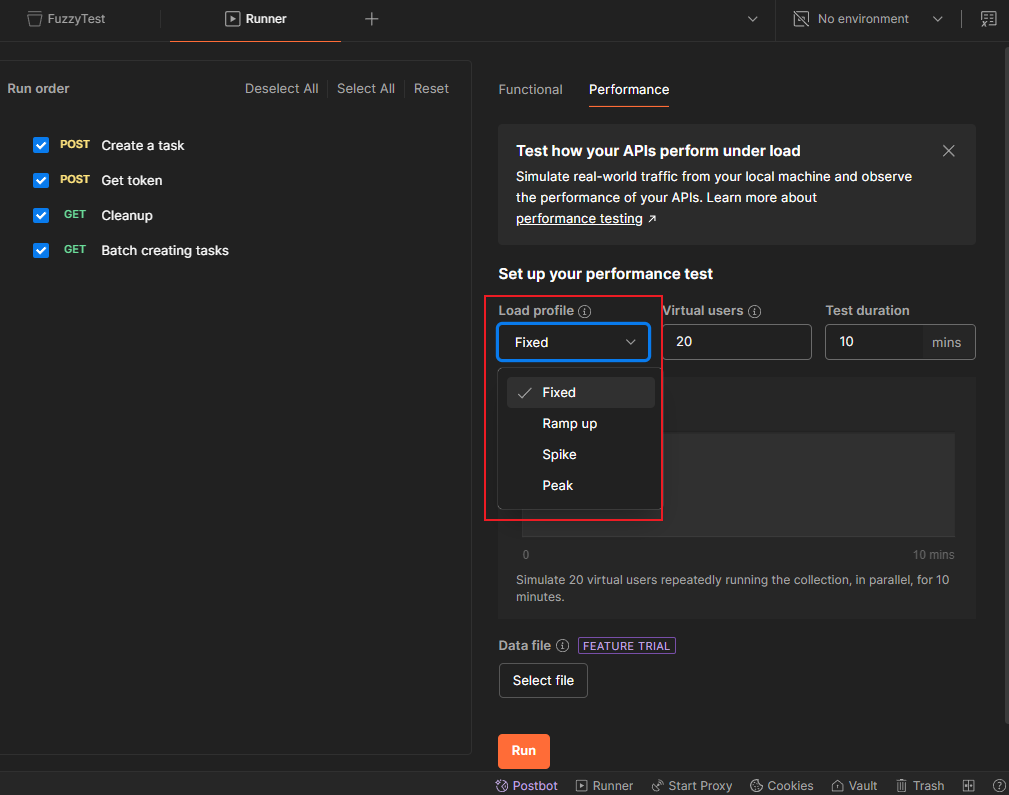 FuzzyTest
Runner
No environment
Run order
Deselect All
Select All
Reset
POST Create a task
POST Get token
GET Cleanup
GET Batch creating tasks
Functional
Performance
Test how your APIs perform under load
Simulate real-world traffic from your local machine and observe
the performance of your APIs. Learn more about
performance testing ↗
Set up your performance test
Load profile
Virtual users
Test duration
Fixed
20
10 mins
Fixed
Ramp up
Spike
Peak
0
10 mins
Simulate 20 virtual users repeatedly running the collection, in parallel, for 10
minutes.
Data file
FEATURE TRIAL
Select file
Run
Postbot
Runner
Start Proxy
Cookies
Vault
Trash